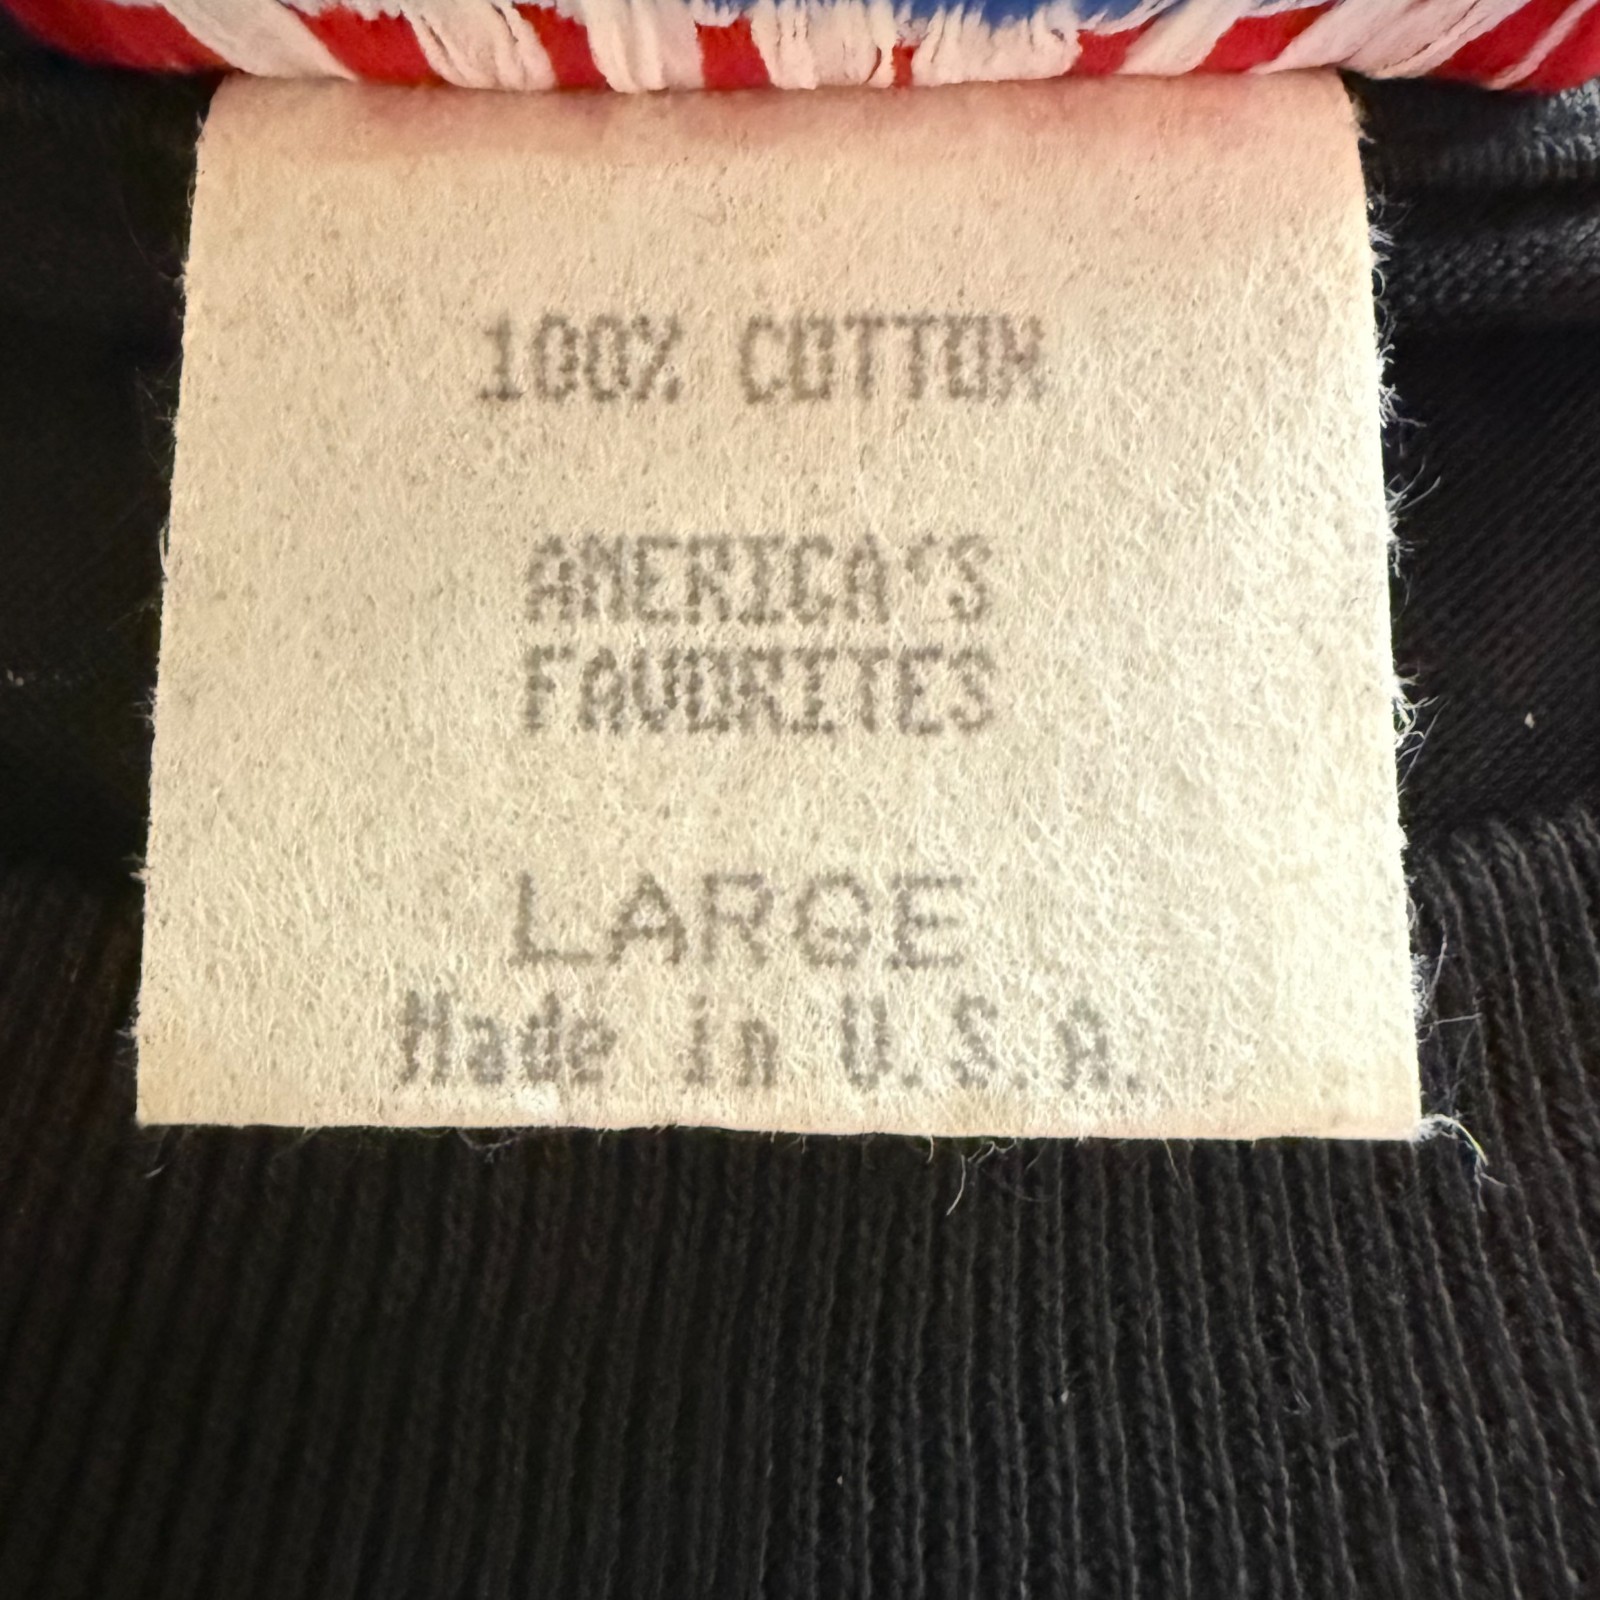 100% COTTON
AMERICA'S
FAVORITES
LARGE
Made in U.S.A.